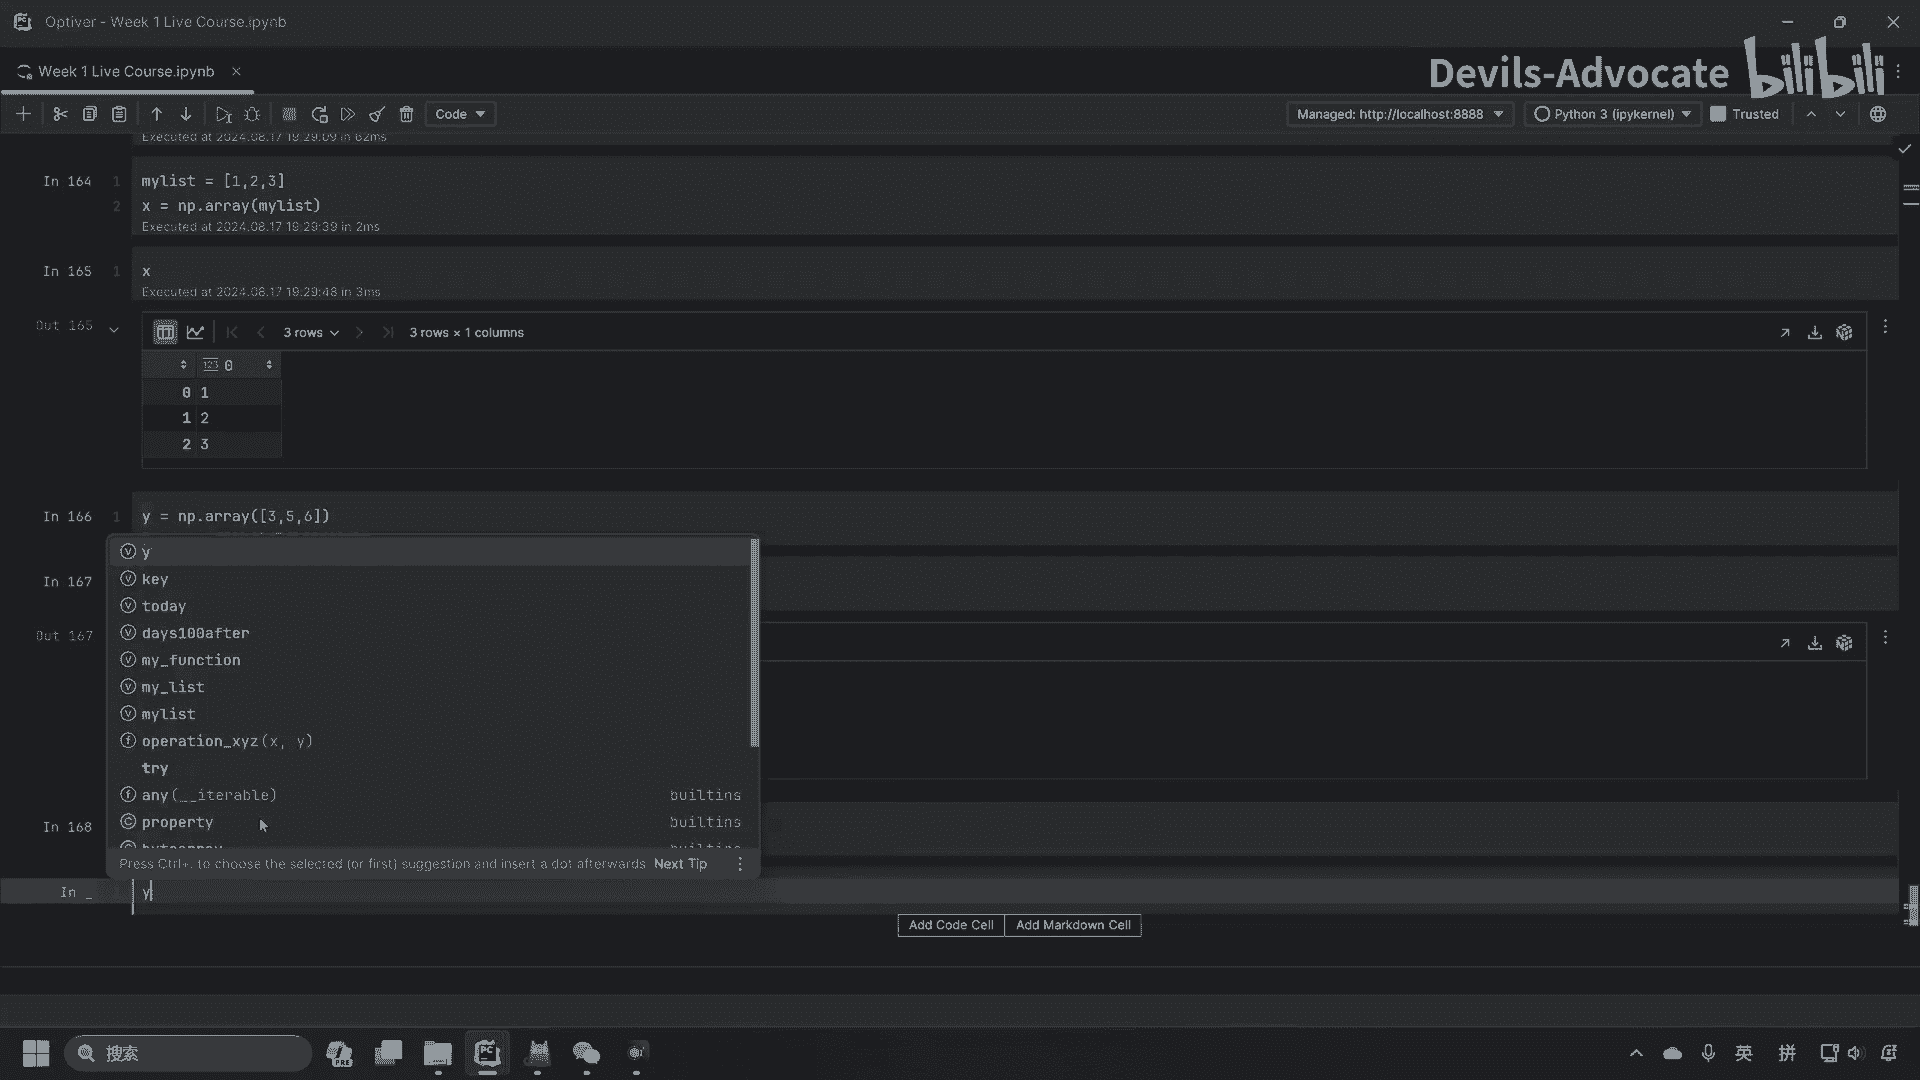 Optiver - Week 1 Live Course.ipynb
Week 1 Live Course.ipynb
Devils-Advocate bilibili
Code
Managed: http://localhost:8888
Python 3 (ipykernel)
Trusted
Executed at 2024.08.17 19:29:09 in 62ms
In 164
1 mylist = [1,2,3]
2 x = np.array(mylist)
Executed at 2024.08.17 19:29:39 in 2ms
In 165 1 x
Executed at 2024.08.17 19:29:48 in 3ms
Out 165
3 rows
3 rows × 1 columns
123 0
0 1
1 2
2 3
In 166 1 y = np.array([3,5,6])
y
key
In 167
today
days100after
Out 167
my_function
my_list
mylist
operation_xyz(x, y)
try
any(__iterable) builtins
property builtins
In 168
bytearray builtins
Press Ctrl+. to choose the selected (or first) suggestion and insert a dot afterwards Next Tip
In _ y
Add Code Cell
Add Markdown Cell
搜索
PRE
PC
英
拼